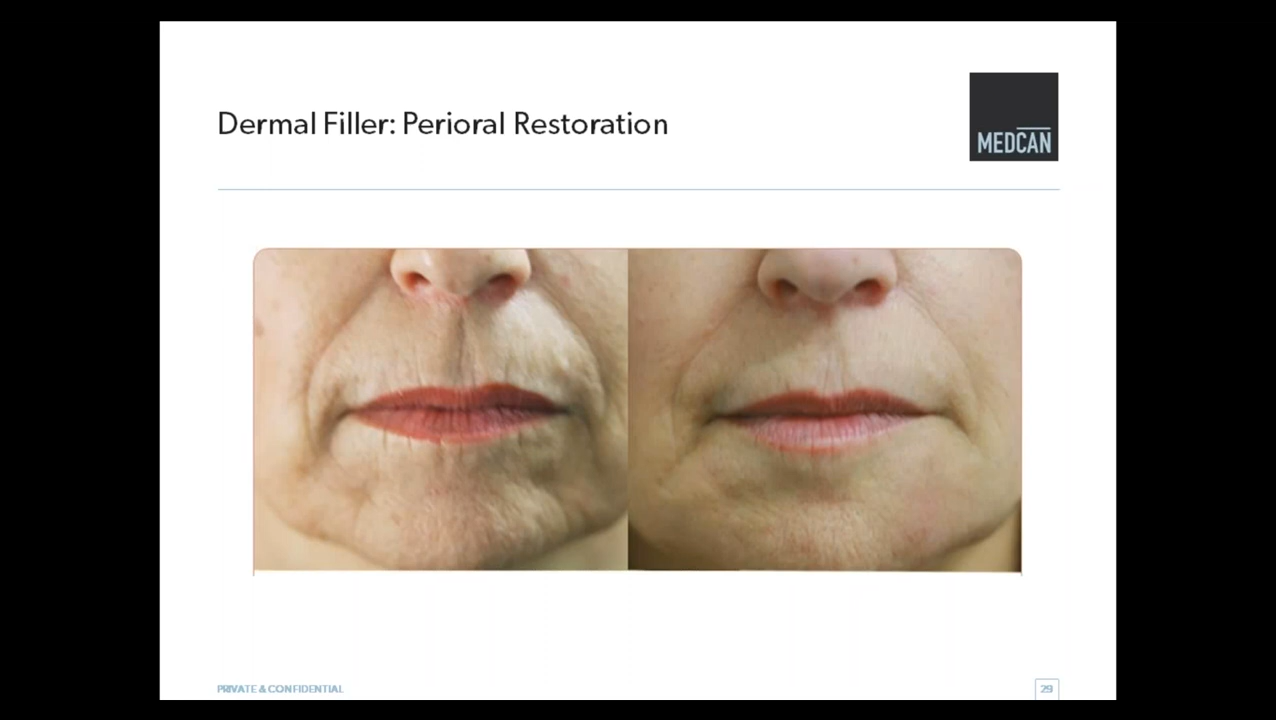 Dermal Filler: Perioral Restoration
MEDCAN
PRIVATE & CONFIDENTIAL
29